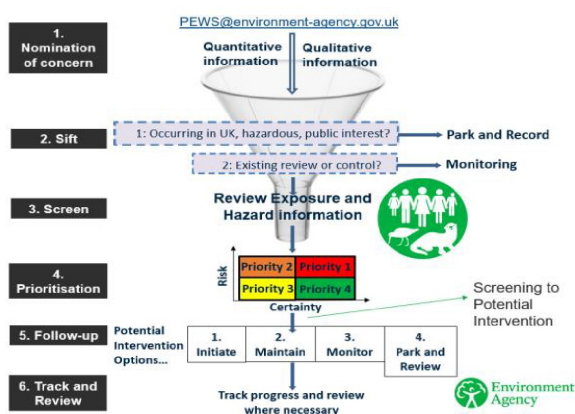 PEWS@environment-agency.gov.uk
1.
Nomination
of concern
Quantitative
information
Qualitative
information
2. Sift
1: Occurring in UK, hazardous, public interest?
Park and Record
2: Existing review or control?
Monitoring
3. Screen
Review Exposure and
Hazard information
4.
Prioritisation
Risk
Priority 2
Priority 1
Priority 3
Priority 4
Certainty
Screening to
Potential
Intervention
5. Follow-up
Potential
Intervention
Options...
1.
Initiate
2.
Maintain
3.
Monitor
4.
Park and
Review
6. Track and
Review
Track progress and review
where necessary
Environment
Agency